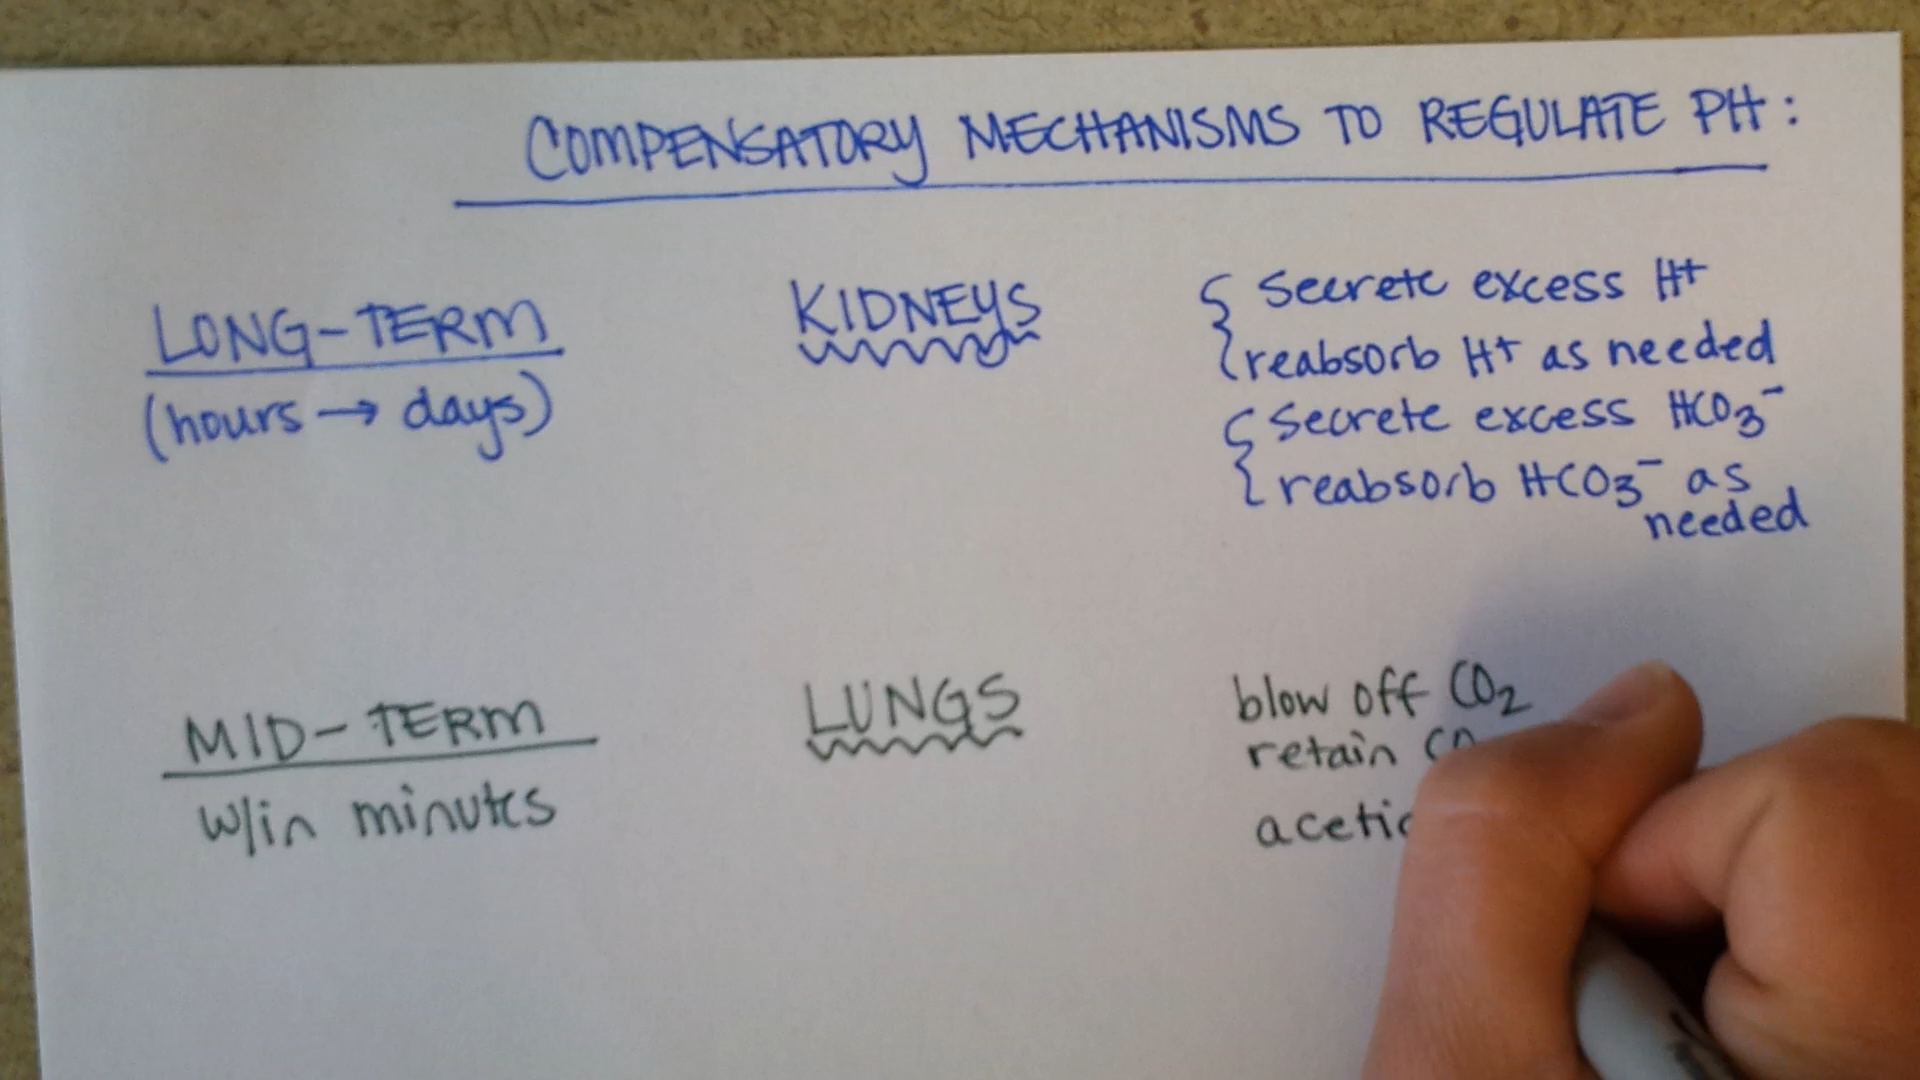 COMPENSATORY MECHANISMS TO REGULATE PH:
LONG-TERM
(hours → days)
KIDNEYS
{ Secrete excess H+
reabsorb H+ as needed
{ Secrete excess HCO3-
reabsorb HCO3- as
needed
MID-TERM
w/in minutes
LUNGS
blow off CO2
retain